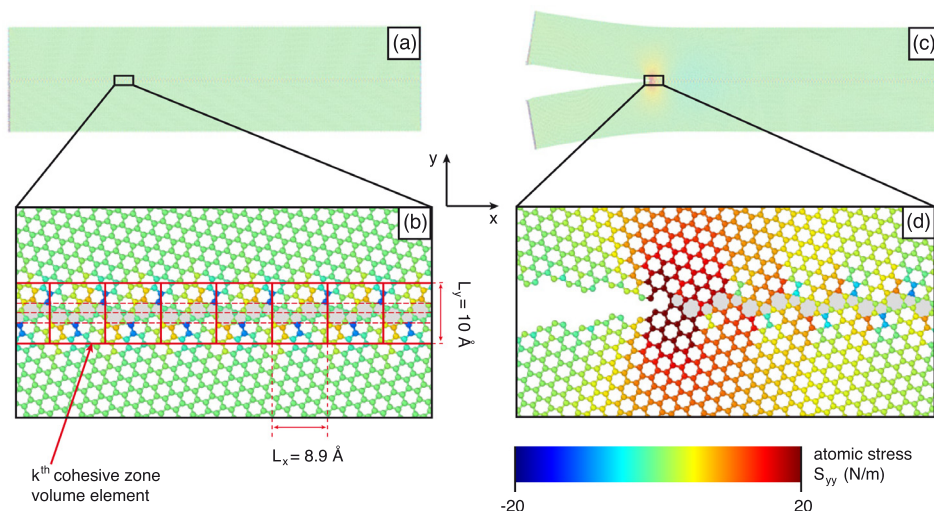 (a)
(c)
y
x
(b)
(d)
L_y = 10 Å
L_x = 8.9 Å
k^th cohesive zone
volume element
atomic stress
S_yy (N/m)
-20
20